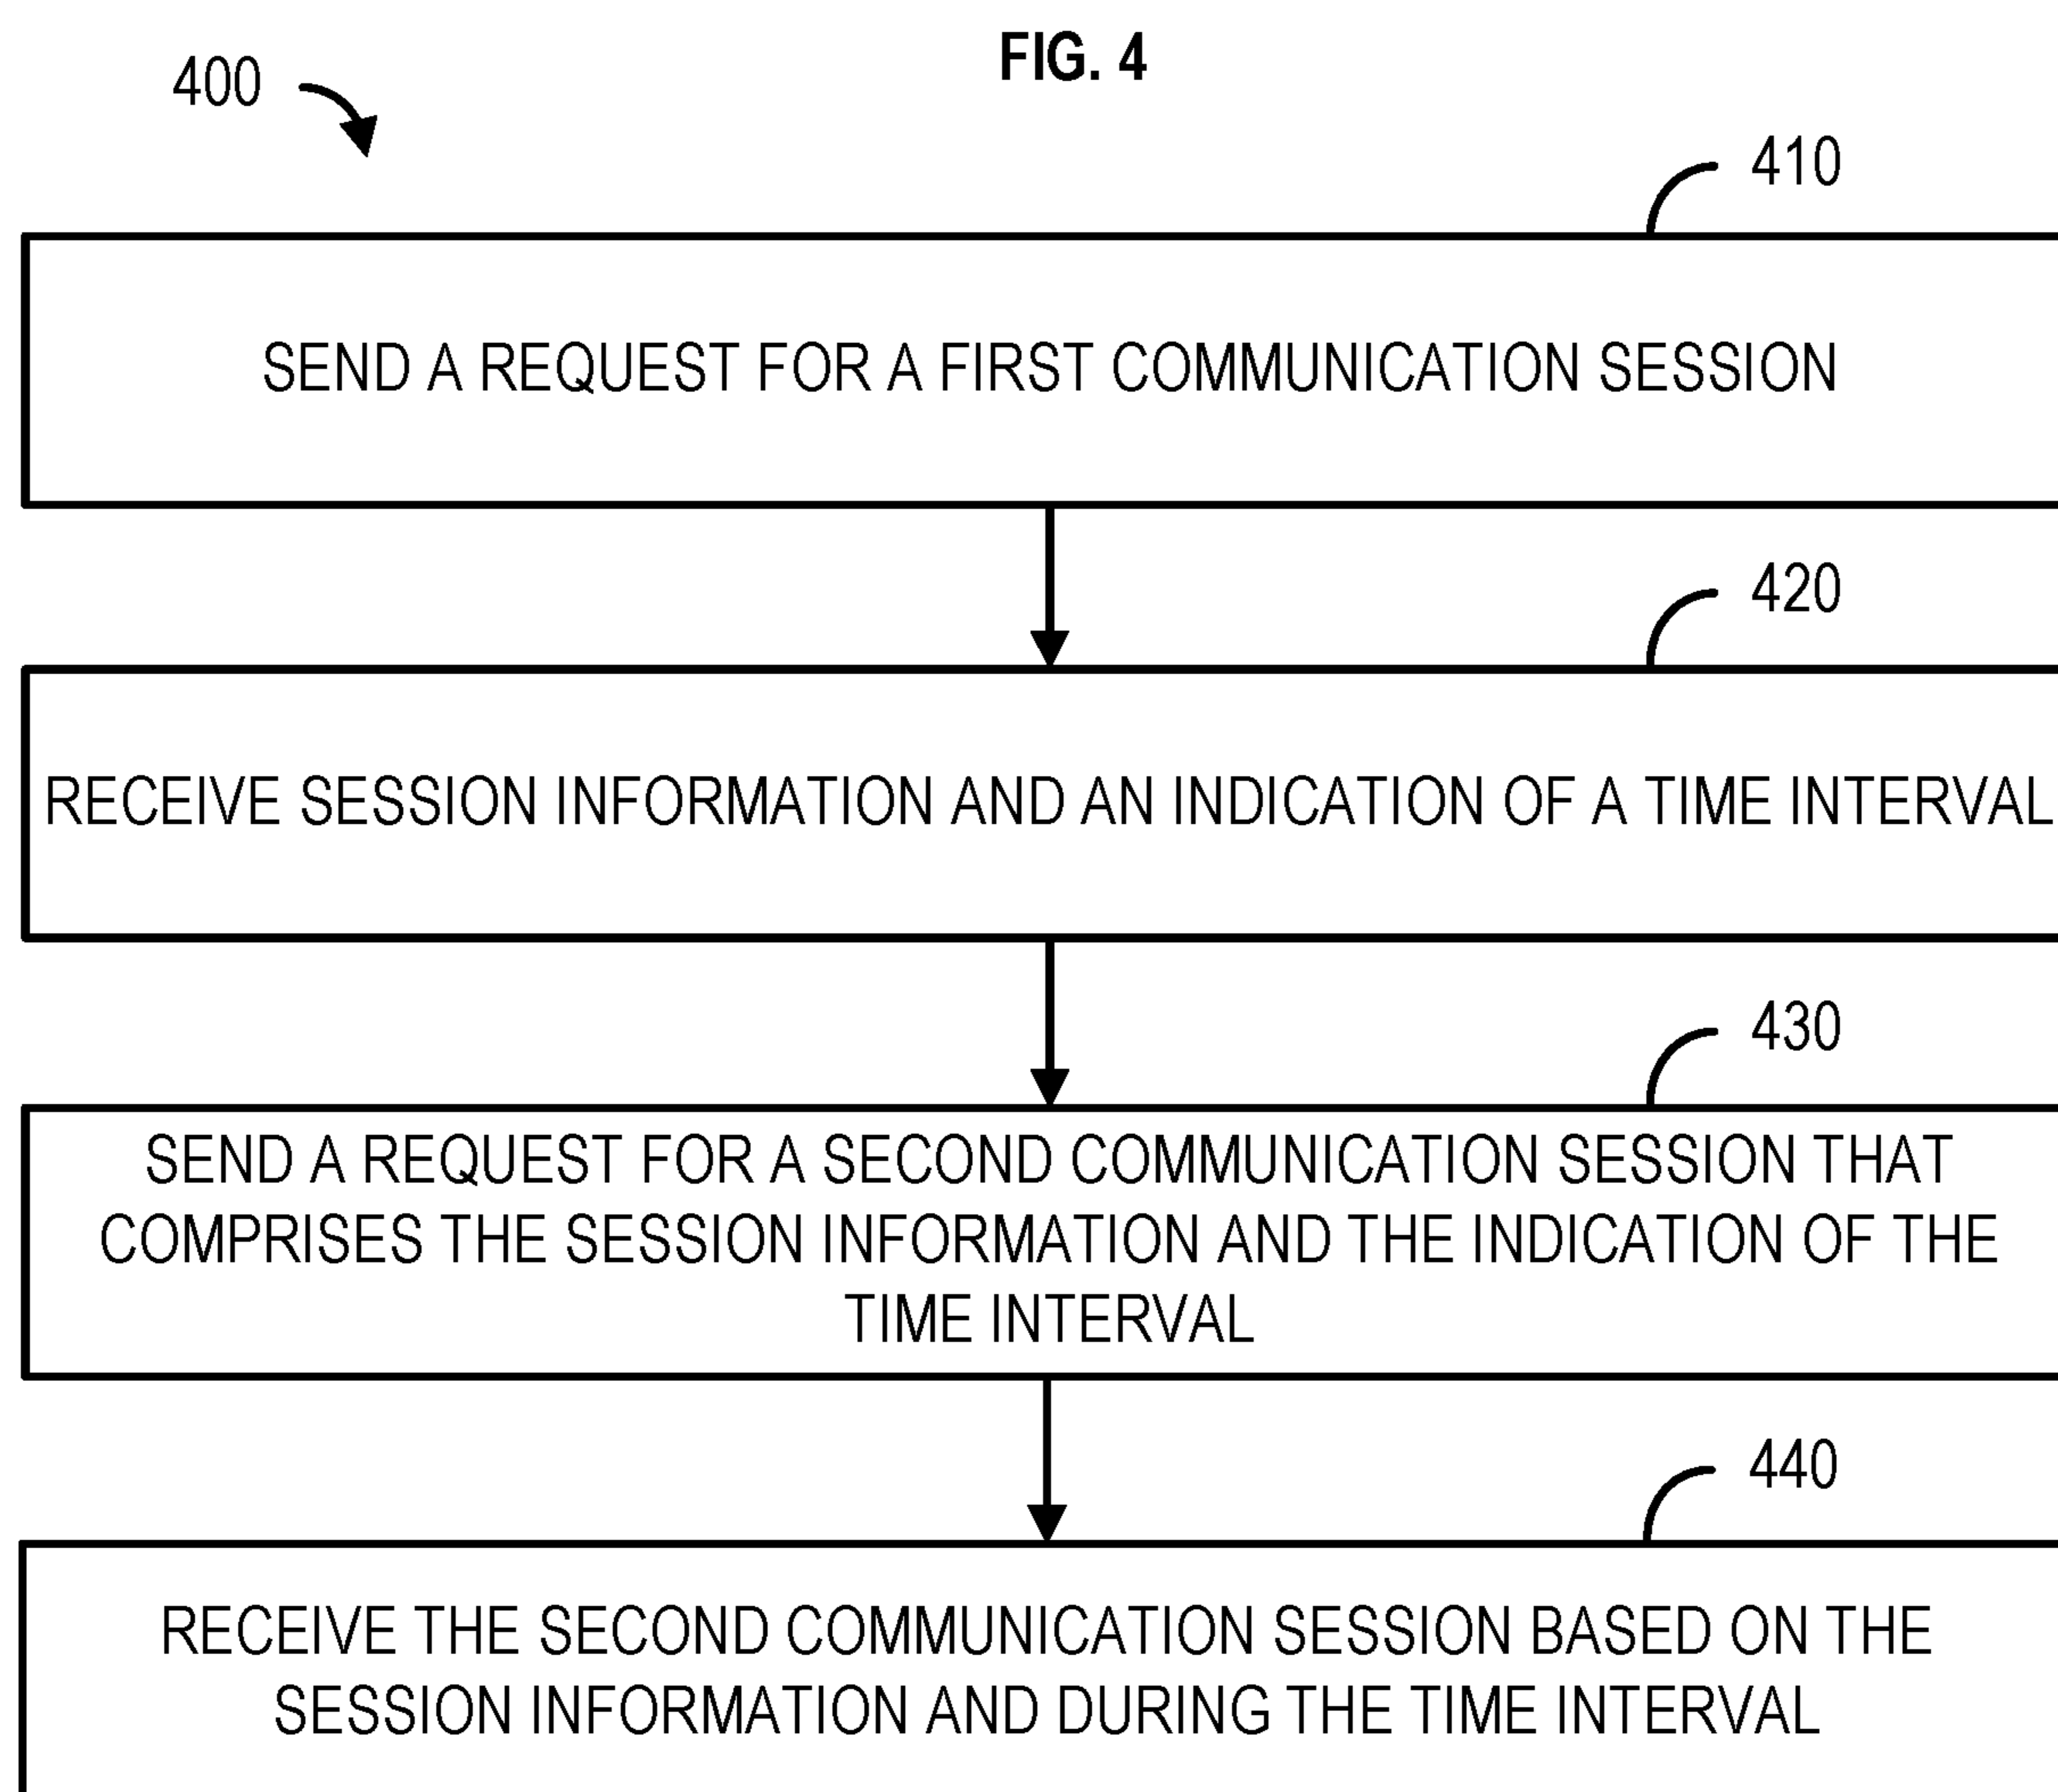 FIG. 4
400
410
SEND A REQUEST FOR A FIRST COMMUNICATION SESSION
420
RECEIVE SESSION INFORMATION AND AN INDICATION OF A TIME INTERVAL
430
SEND A REQUEST FOR A SECOND COMMUNICATION SESSION THAT
COMPRISES THE SESSION INFORMATION AND THE INDICATION OF THE
TIME INTERVAL
440
RECEIVE THE SECOND COMMUNICATION SESSION BASED ON THE
SESSION INFORMATION AND DURING THE TIME INTERVAL